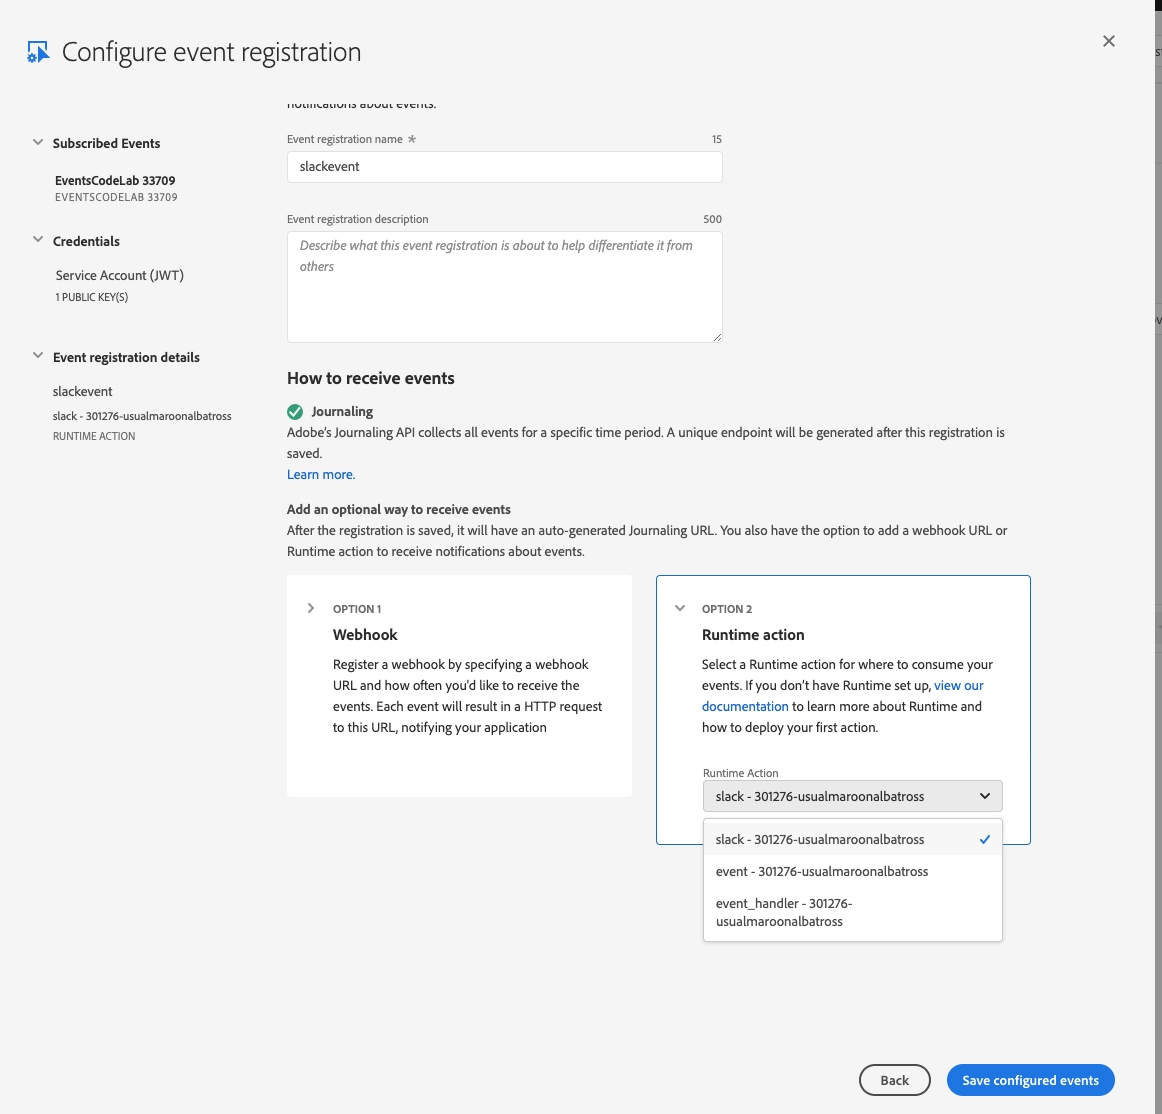 Configure event registration
notifications about events.
Subscribed Events
EventsCodeLab 33709
EVENTSCODELAB 33709
Credentials
Service Account (JWT)
1 PUBLIC KEY(S)
Event registration details
slackevent
slack - 301276-usualmaroonalbatross
RUNTIME ACTION
Event registration name *
15
slackevent
Event registration description
500
Describe what this event registration is about to help differentiate it from
others
How to receive events
Journaling
Adobe's Journaling API collects all events for a specific time period. A unique endpoint will be generated after this registration is
saved.
Learn more.
Add an optional way to receive events
After the registration is saved, it will have an auto-generated Journaling URL. You also have the option to add a webhook URL or
Runtime action to receive notifications about events.
OPTION 1
Webhook
Register a webhook by specifying a webhook
URL and how often you'd like to receive the
events. Each event will result in a HTTP request
to this URL, notifying your application
OPTION 2
Runtime action
Select a Runtime action for where to consume your
events. If you don't have Runtime set up, view our
documentation to learn more about Runtime and
how to deploy your first action.
Runtime Action
slack - 301276-usualmaroonalbatross
slack - 301276-usualmaroonalbatross
event - 301276-usualmaroonalbatross
event_handler - 301276-
usualmaroonalbatross
Back
Save configured events